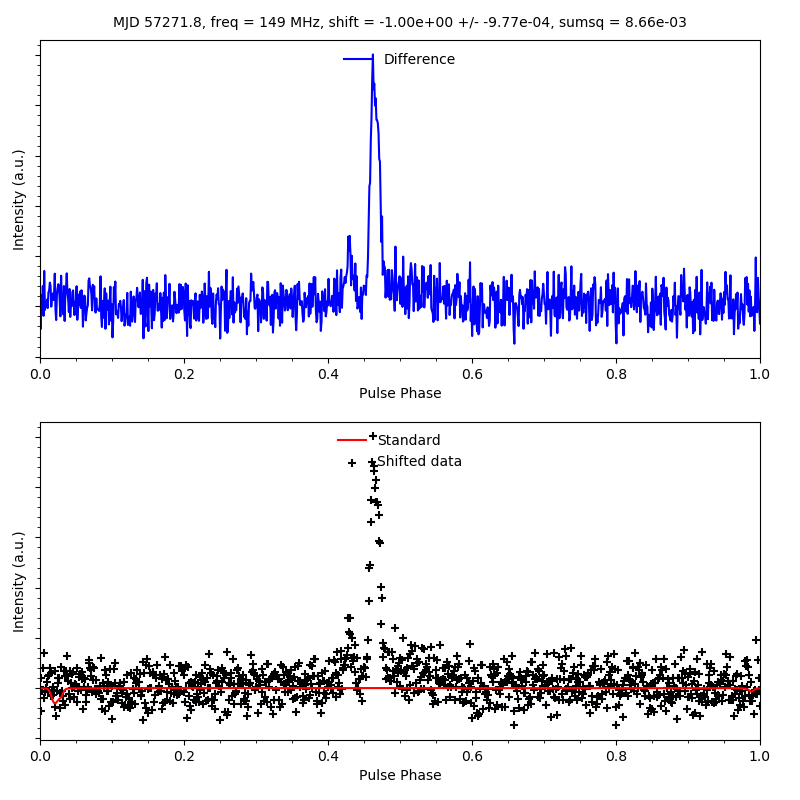 MJD 57271.8, freq = 149 MHz, shift = -1.00e+00 +/- -9.77e-04, sumsq = 8.66e-03
Difference
Intensity (a.u.)
0.0 0.2 0.4 0.6 0.8 1.0
Pulse Phase
Standard
Shifted data
Intensity (a.u.)
0.0 0.2 0.4 0.6 0.8 1.0
Pulse Phase